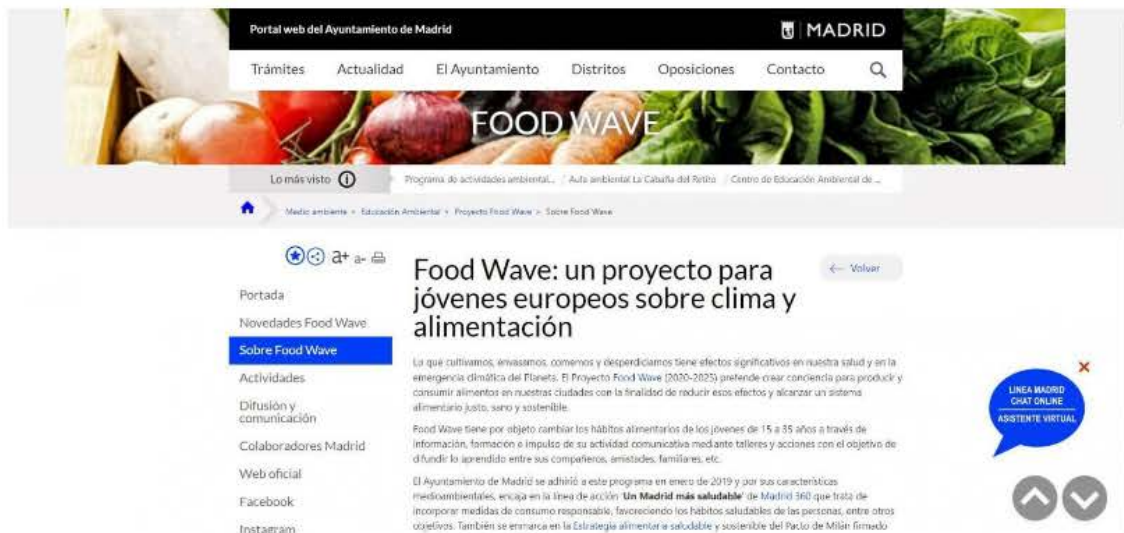 Portal web del Ayuntamiento de Madrid
MADRID
Trámites Actualidad El Ayuntamiento Distritos Oposiciones Contacto
FOOD WAVE
Lo más visto Programa de actividades ambiental... / Aula ambiental La Cabaña del Retiro / Centro de Educación Ambiental de ...
Medio ambiente > Educación Ambiental > Proyecto Food Wave > Sobre Food Wave
a+ a-
Volver
Portada
Novedades Food Wave
Sobre Food Wave
Actividades
Difusión y
comunicación
Colaboradores Madrid
Web oficial
Facebook
Instagram
Food Wave: un proyecto para
jóvenes europeos sobre clima y
alimentación
Lo que cultivamos, envasamos, comemos y desperdiciamos tiene efectos significativos en nuestra salud y en la
emergencia climática del Planeta. El Proyecto Food Wave (2020-2025) pretende crear conciencia para producir y
consumir alimentos en nuestras ciudades con la finalidad de reducir esos efectos y alcanzar un sistema
alimentario justo, sano y sostenible.
Food Wave tiene por objeto cambiar los hábitos alimentarios de los jóvenes de 15 a 35 años a través de
información, formación e impulso de su actividad comunicativa mediante talleres y acciones con el objetivo de
difundir lo aprendido entre sus compañeros, amistades, familiares, etc.
El Ayuntamiento de Madrid se adhirió a este programa en enero de 2019 y por sus características
medioambientales, encaja en la línea de acción 'Un Madrid más saludable' de Madrid 360 que trata de
incorporar medidas de consumo responsable, favoreciendo los hábitos saludables de las personas, entre otros
objetivos. También se enmarca en la Estrategia alimentaria saludable y sostenible del Pacto de Milán firmado
LINEA MADRID
CHAT ONLINE
ASISTENTE VIRTUAL